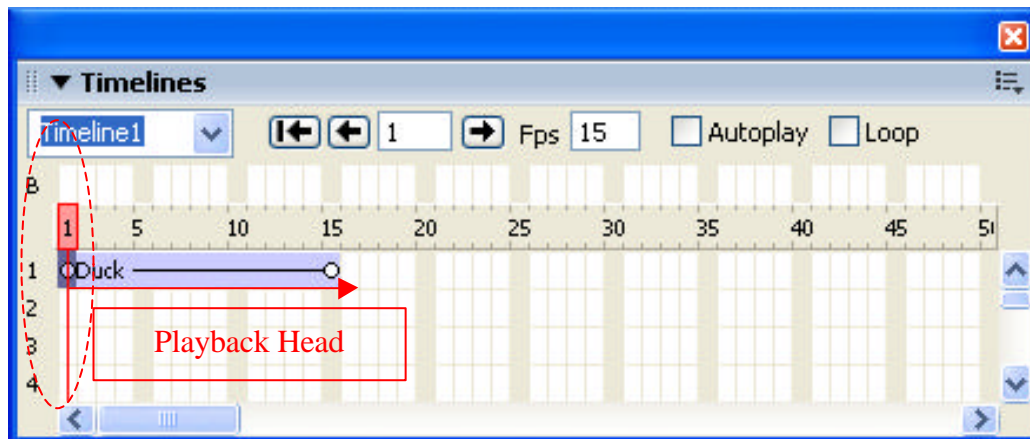 Timelines
Timeline1 1 Fps 15 Autoplay Loop
B
1 5 10 15 20 25 30 35 40 45
1 Duck
2
Playback Head
3
4